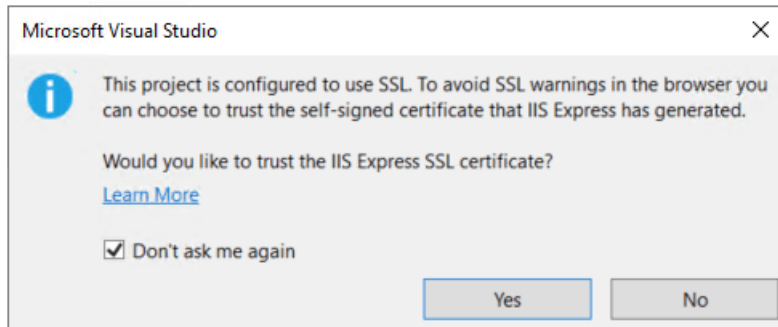 Microsoft Visual Studio
This project is configured to use SSL. To avoid SSL warnings in the browser you
can choose to trust the self-signed certificate that IIS Express has generated.
Would you like to trust the IIS Express SSL certificate?
Learn More
Don't ask me again
Yes No